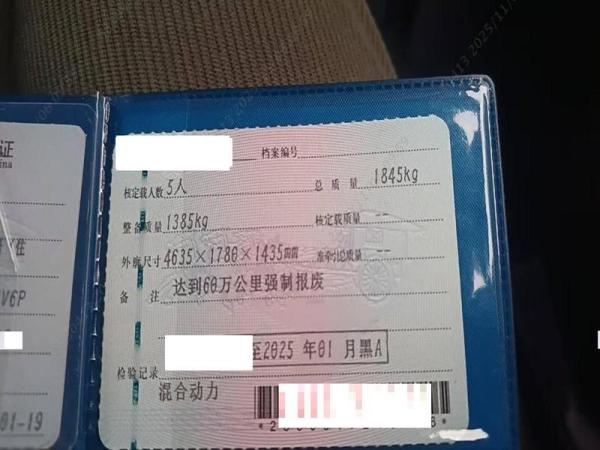 证
档案编号
核定载人数 5人 总质量 1845kg
整备质量 1385kg 核定载质量 --
外廓尺寸 4635×1780×1435mm 准牵引总质量 --
备注 达到60万公里强制报废
V6P
至2025年01月黑A
检验记录
混合动力
01-19